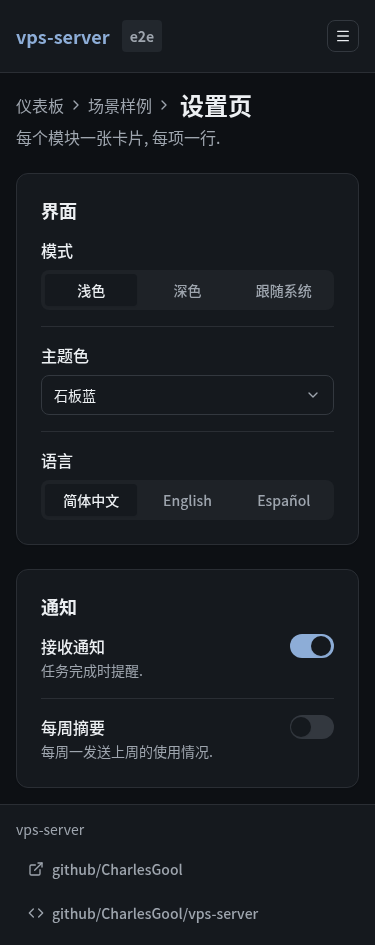 vps-server e2e
仪表板 > 场景样例 > 设置页
每个模块一张卡片, 每项一行.
界面
模式
浅色 深色 跟随系统
主题色
石板蓝
语言
简体中文 English Español
通知
接收通知
任务完成时提醒.
每周摘要
每周一发送上周的使用情况.
vps-server
github/CharlesGool
github/CharlesGool/vps-server